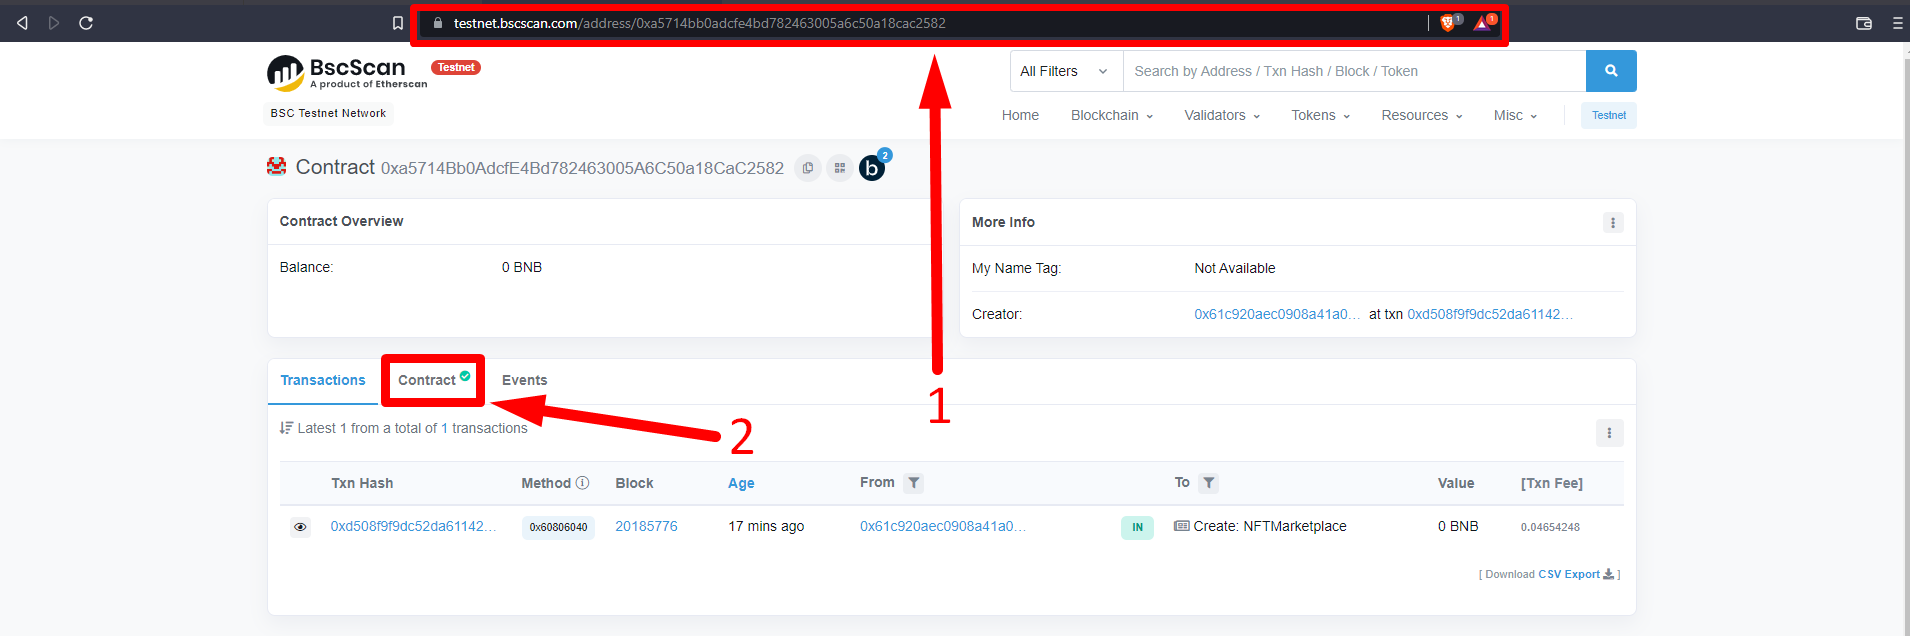 testnet.bscscan.com/address/0xa5714bb0adcfe4bd782463005a6c50a18cac2582
1
1
BscScan
Testnet
A product of Etherscan
BSC Testnet Network
All Filters
Search by Address / Txn Hash / Block / Token
Home Blockchain Validators Tokens Resources Misc Testnet
Contract 0xa5714Bb0AdcfE4Bd782463005A6C50a18CaC2582
b
2
Contract Overview
Balance: 0 BNB
More Info
My Name Tag: Not Available
Creator: 0x61c920aec0908a41a0... at txn 0xd508f9f9dc52da61142...
1
Transactions Contract Events
2
Latest 1 from a total of 1 transactions
Txn Hash Method Block Age From To Value [Txn Fee]
0xd508f9f9dc52da61142... 0x60806040 20185776 17 mins ago 0x61c920aec0908a41a0... IN Create: NFTMarketplace 0 BNB 0.04654248
[ Download CSV Export ]